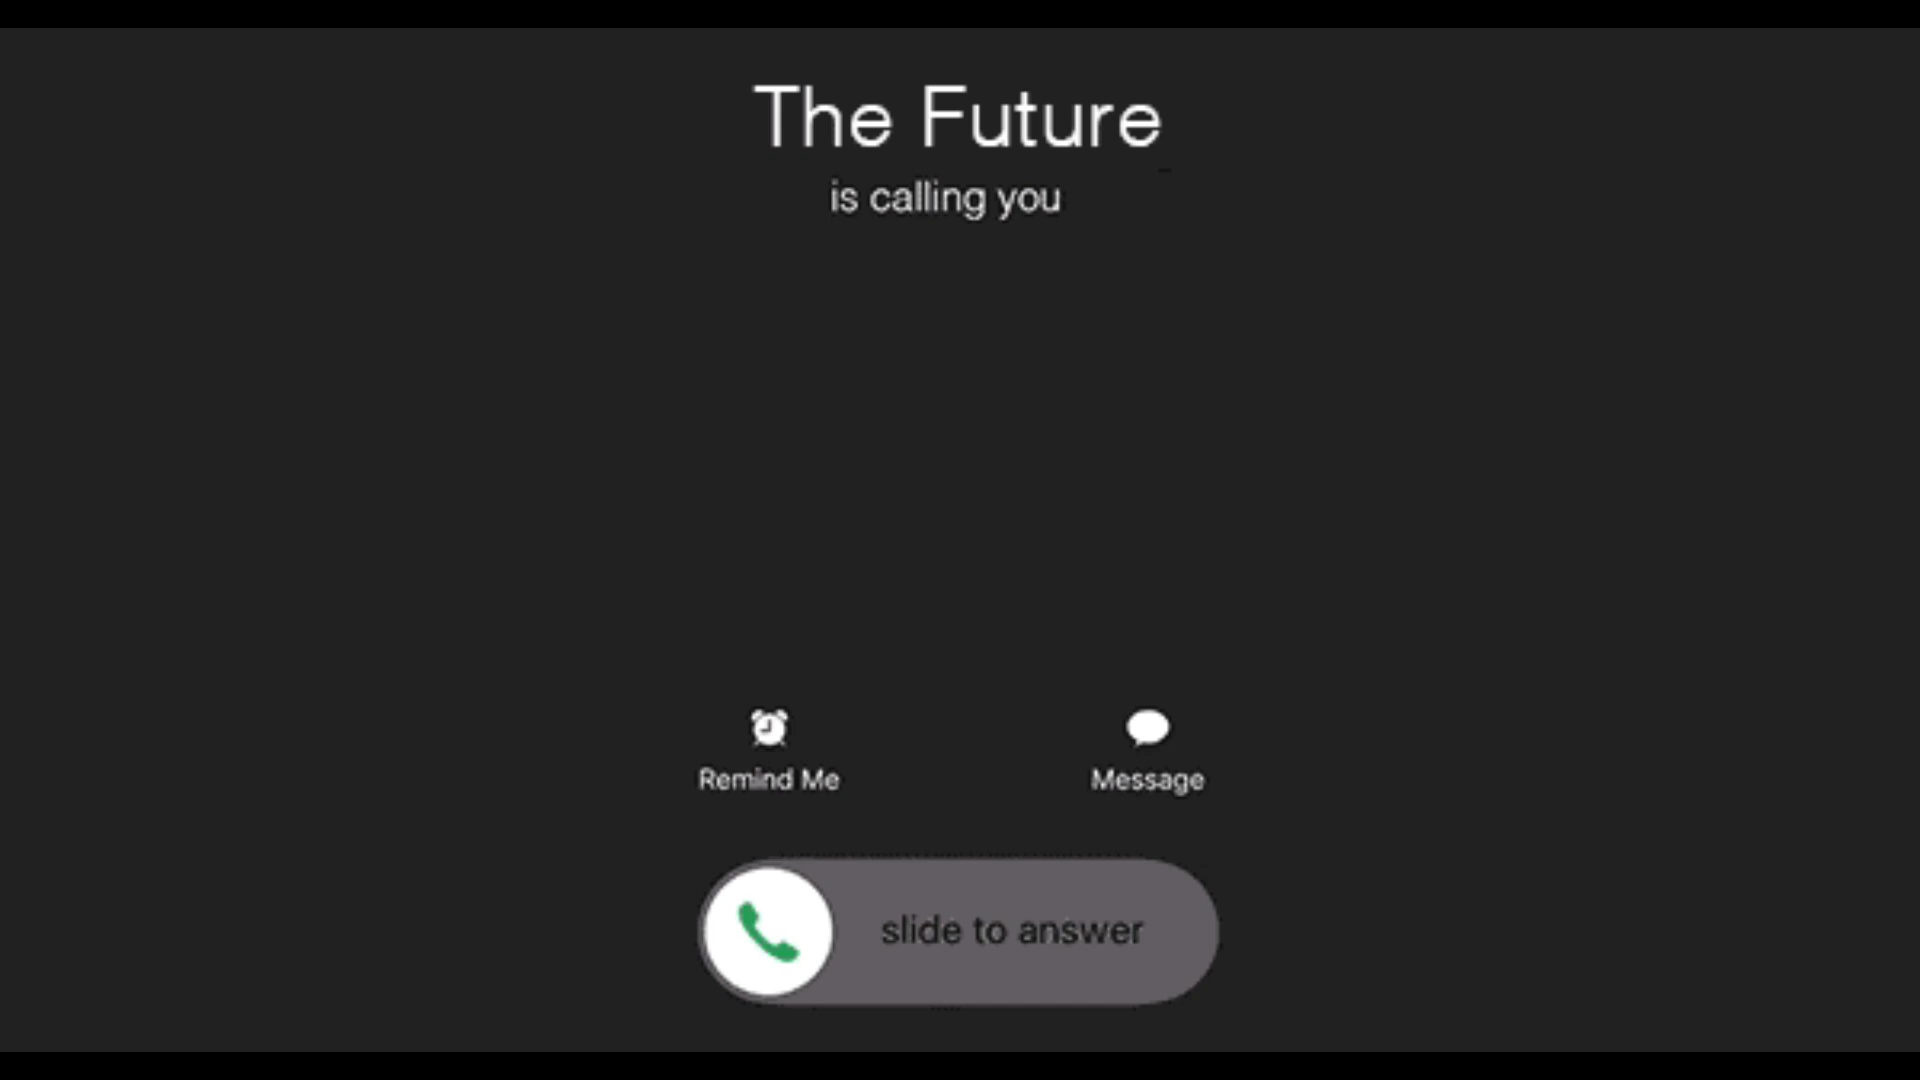 The Future
is calling you
Remind Me
Message
slide to answer